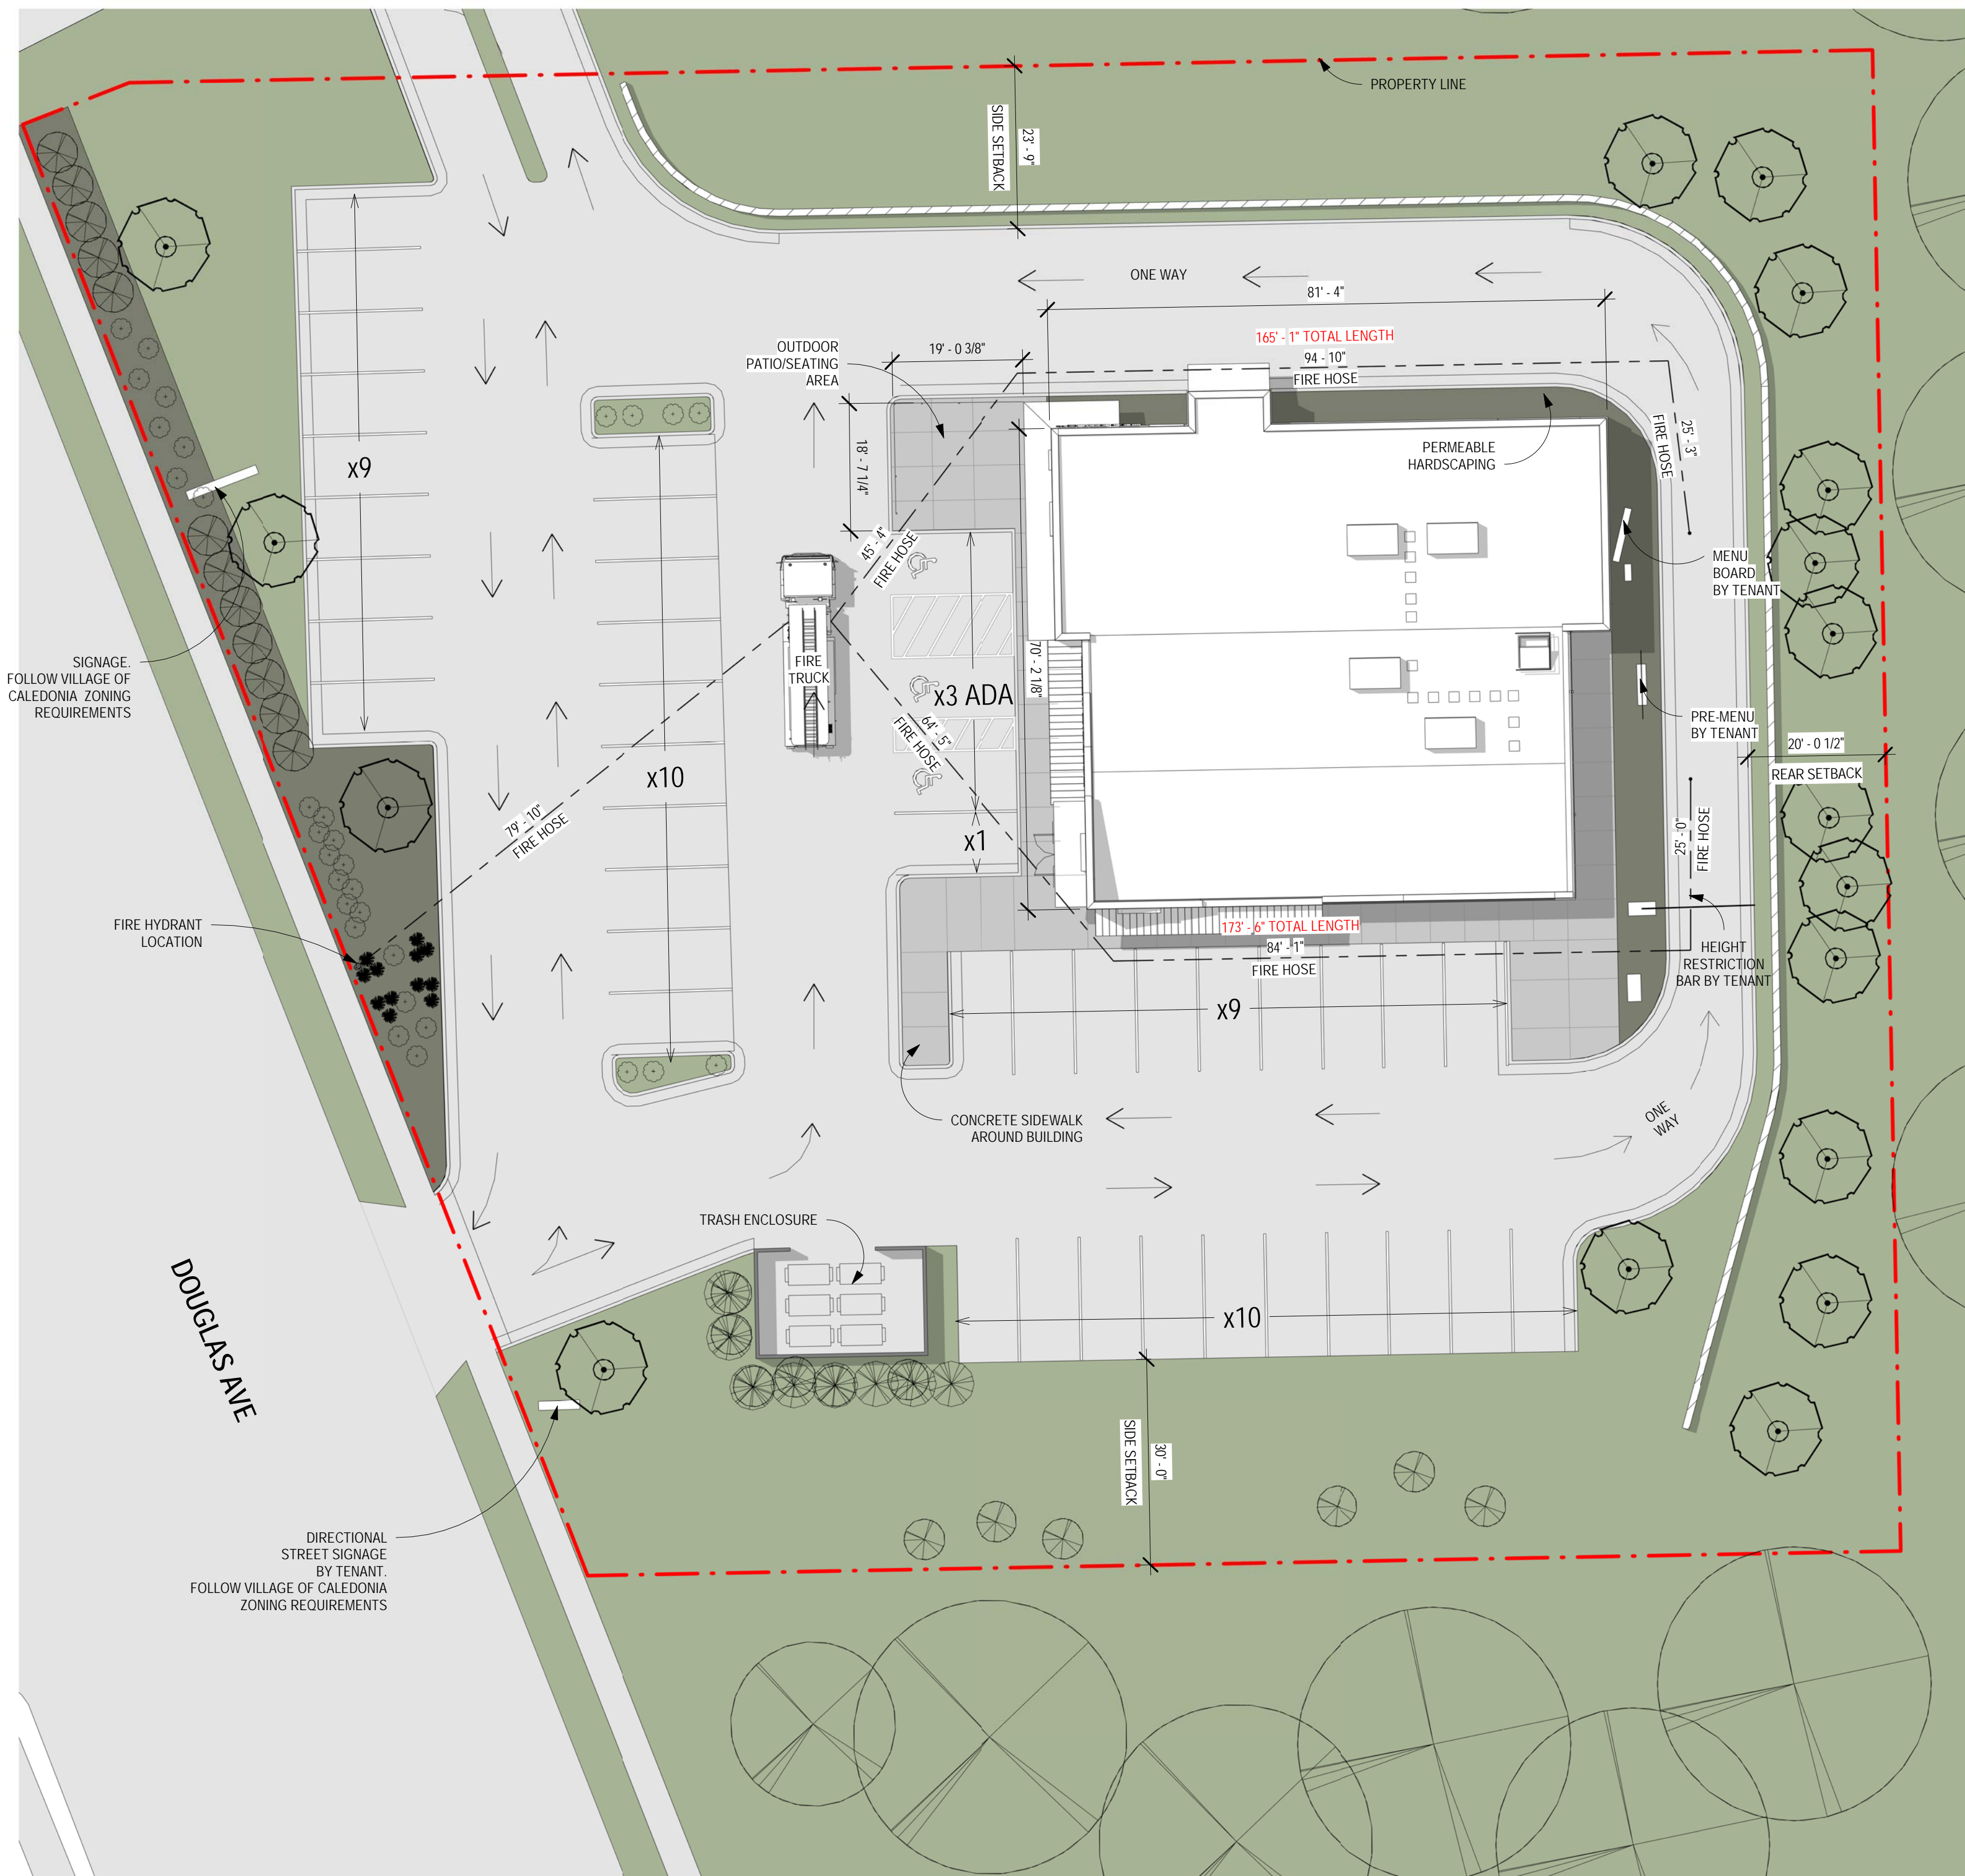 PROPERTY LINE
SIDE SETBACK
23' - 9"
ONE WAY
81' - 4"
165' - 1" TOTAL LENGTH
94 - 10"
FIRE HOSE
OUTDOOR
PATIO/SEATING
AREA
19' - 0 3/8"
18' - 7 1/4"
25' - 3"
FIRE HOSE
PERMEABLE
HARDSCAPING
x9
45' - 4"
FIRE HOSE
MENU
BOARD
BY TENANT
SIGNAGE.
FOLLOW VILLAGE OF
CALEDONIA ZONING
REQUIREMENTS
FIRE
TRUCK
70' - 2 1/8"
x3 ADA
64' - 5"
FIRE HOSE
PRE-MENU
BY TENANT
20' - 0 1/2"
REAR SETBACK
x10
79' - 10"
FIRE HOSE
x1
25' - 0"
FIRE HOSE
FIRE HYDRANT
LOCATION
173' - 6" TOTAL LENGTH
84' - 1"
FIRE HOSE
HEIGHT
RESTRICTION
BAR BY TENANT
x9
CONCRETE SIDEWALK
AROUND BUILDING
ONE
WAY
TRASH ENCLOSURE
DOUGLAS AVE
x10
SIDE SETBACK
30' - 0"
DIRECTIONAL
STREET SIGNAGE
BY TENANT.
FOLLOW VILLAGE OF CALEDONIA
ZONING REQUIREMENTS